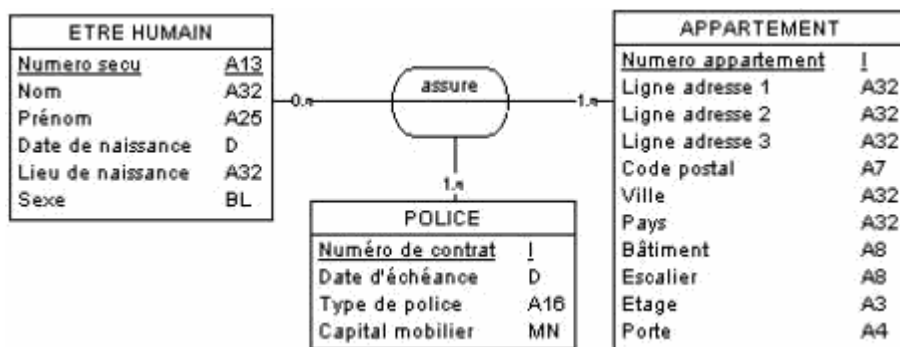 ETRE HUMAIN
Numero secu A13
Nom A32
Prénom A25
Date de naissance D
Lieu de naissance A32
Sexe BL
0.n
assure
1.n
1.n
APPARTEMENT
Numero appartement I
Ligne adresse 1 A32
Ligne adresse 2 A32
Ligne adresse 3 A32
Code postal A7
Ville A32
Pays A32
Bâtiment A8
Escalier A8
Etage A3
Porte A4
POLICE
Numéro de contrat I
Date d'échéance D
Type de police A16
Capital mobilier MN